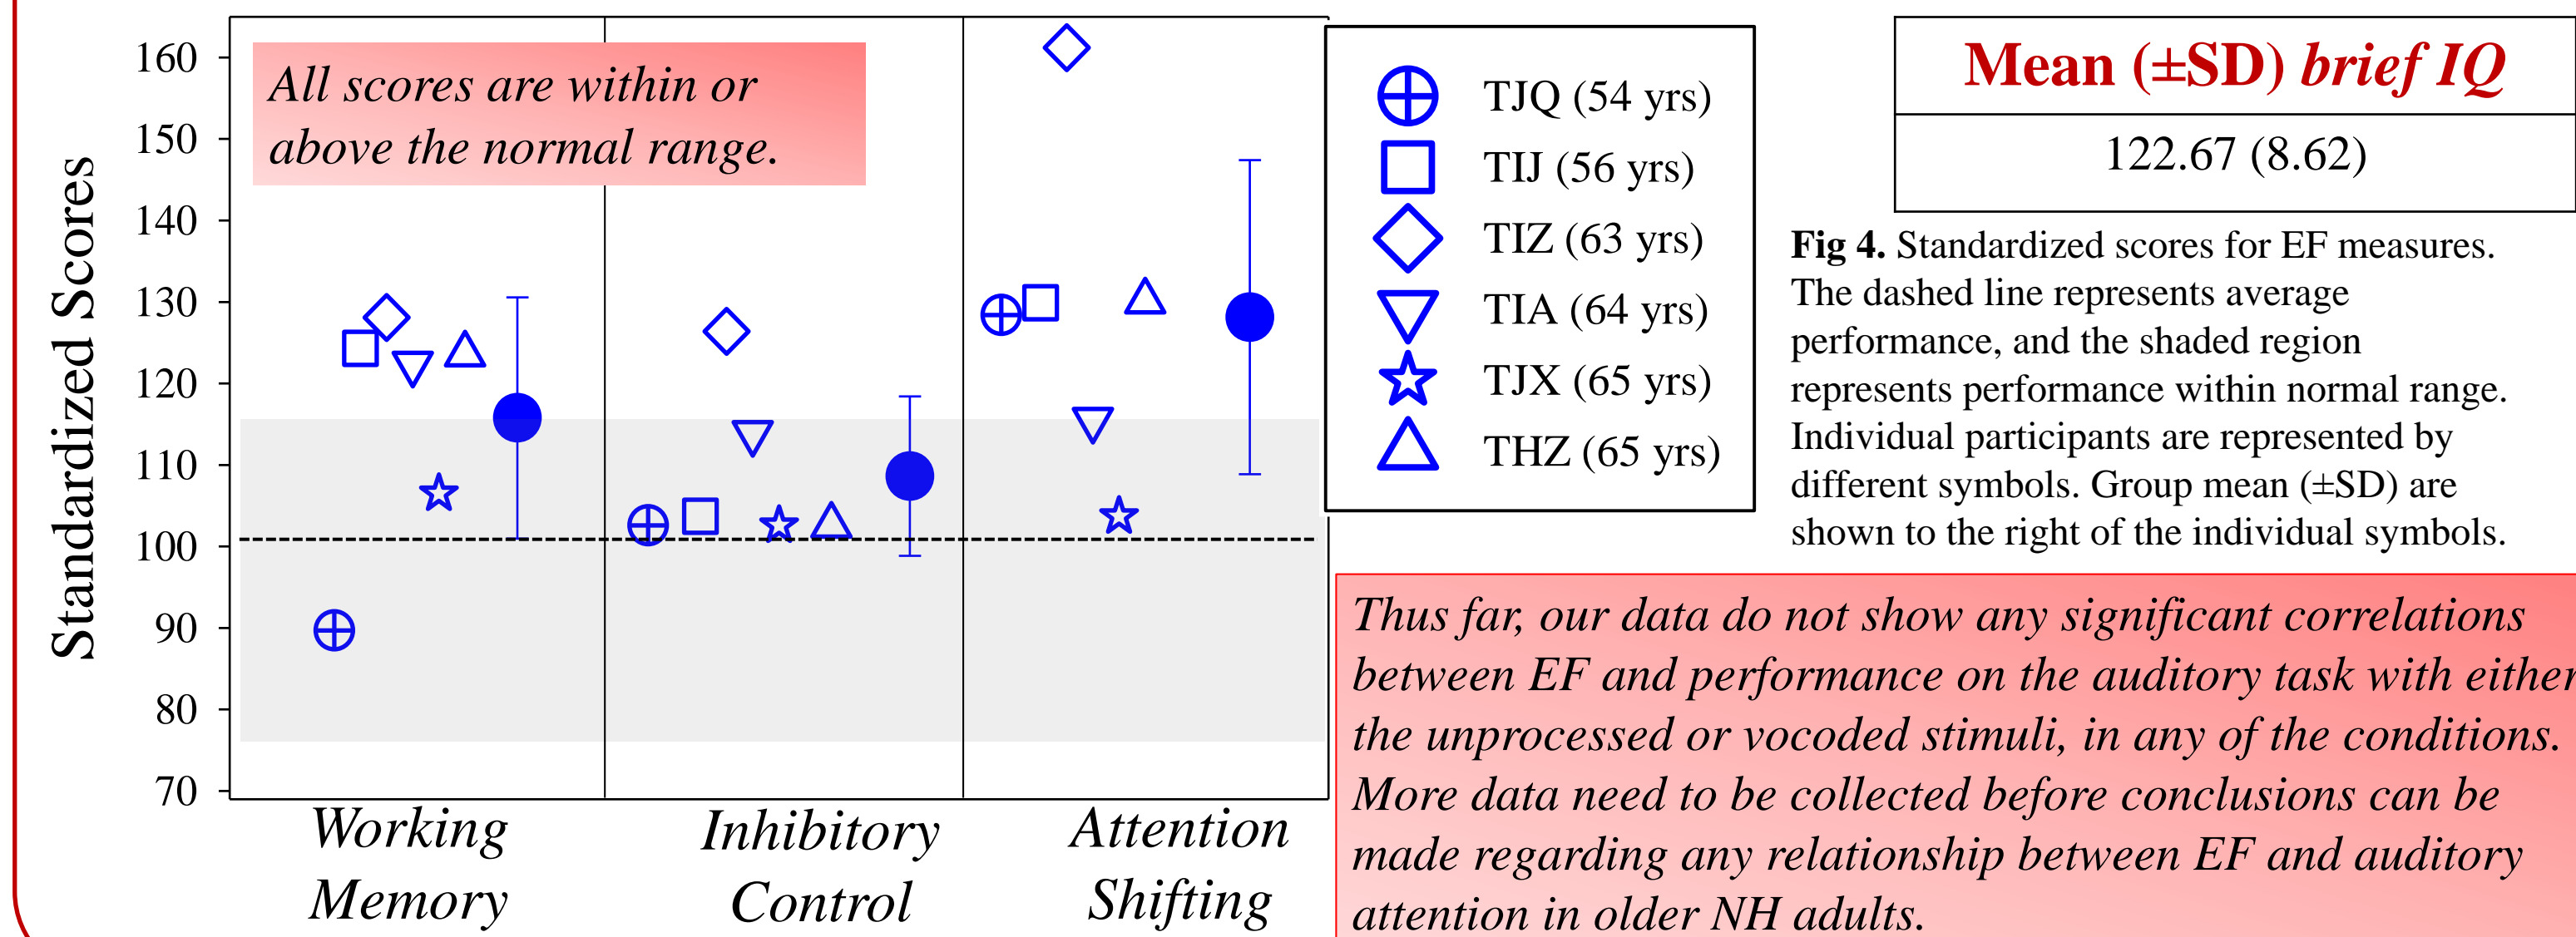 Standardized Scores
160
150
140
130
120
110
100
90
80
70
All scores are within or
above the normal range.
Working
Memory
Inhibitory
Control
Attention
Shifting
TJQ (54 yrs)
TIJ (56 yrs)
TIZ (63 yrs)
TIA (64 yrs)
TJX (65 yrs)
THZ (65 yrs)
Mean (±SD) brief IQ
122.67 (8.62)
Fig 4. Standardized scores for EF measures.
The dashed line represents average
performance, and the shaded region
represents performance within normal range.
Individual participants are represented by
different symbols. Group mean (±SD) are
shown to the right of the individual symbols.
Thus far, our data do not show any significant correlations
between EF and performance on the auditory task with either
the unprocessed or vocoded stimuli, in any of the conditions.
More data need to be collected before conclusions can be
made regarding any relationship between EF and auditory
attention in older NH adults.